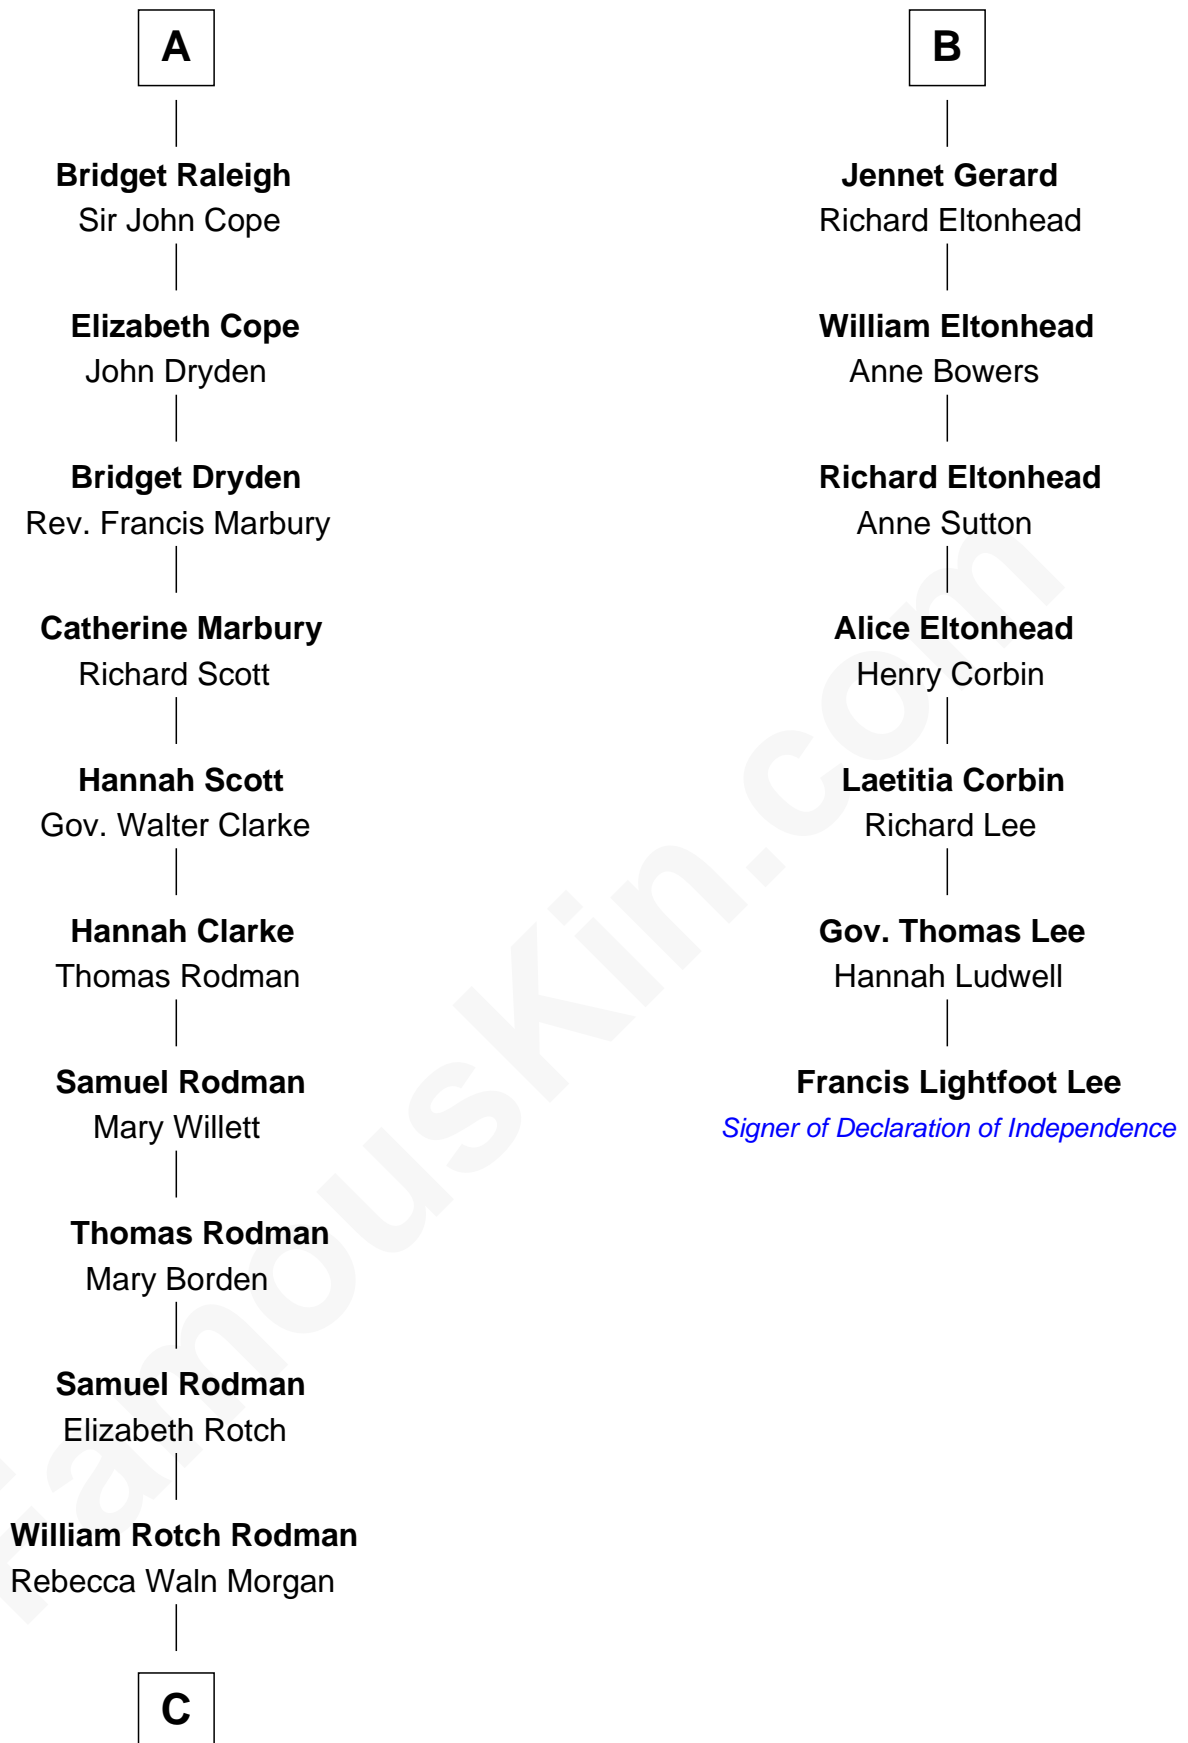 A
Bridget Raleigh
Sir John Cope
Elizabeth Cope
John Dryden
Bridget Dryden
Rev. Francis Marbury
Catherine Marbury
Richard Scott
Hannah Scott
Gov. Walter Clarke
Hannah Clarke
Thomas Rodman
Samuel Rodman
Mary Willett
Thomas Rodman
Mary Borden
Samuel Rodman
Elizabeth Rotch
William Rotch Rodman
Rebecca Waln Morgan
C
B
Jennet Gerard
Richard Eltonhead
William Eltonhead
Anne Bowers
Richard Eltonhead
Anne Sutton
Alice Eltonhead
Henry Corbin
Laetitia Corbin
Richard Lee
Gov. Thomas Lee
Hannah Ludwell
Francis Lightfoot Lee
Signer of Declaration of Independence
FamousKin.com